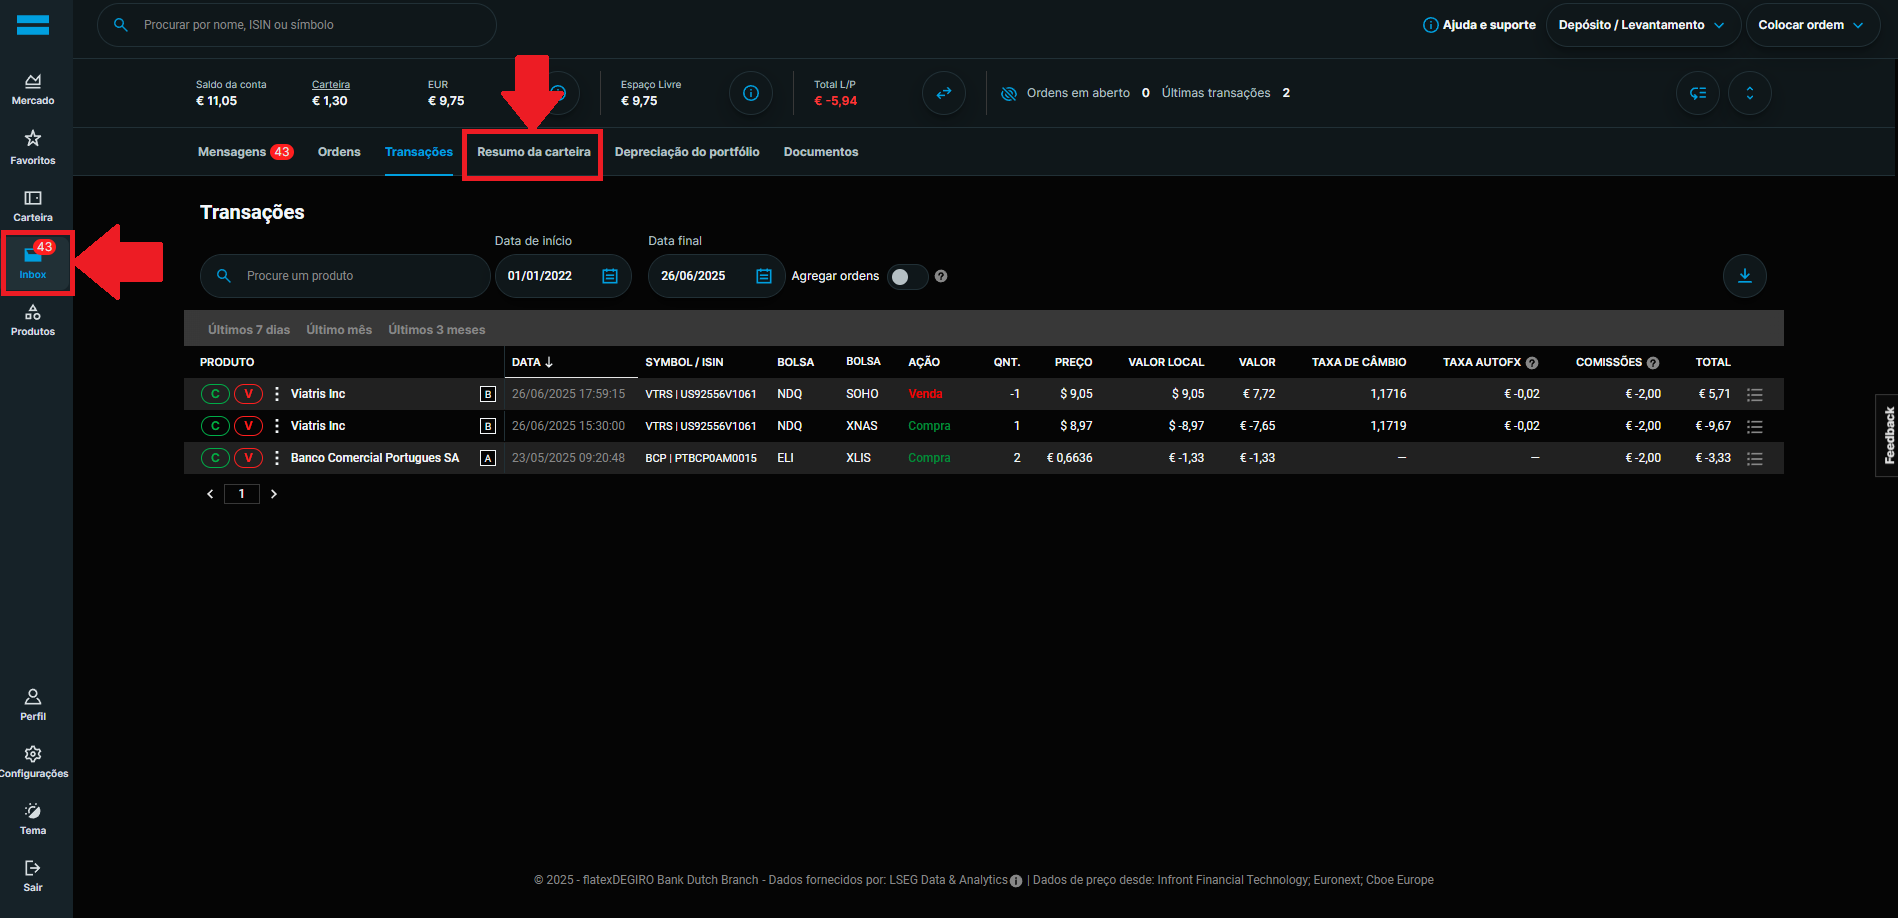 Procurar por nome, ISIN ou símbolo
Ajuda e suporte
Depósito / Levantamento
Colocar ordem
Mercado
Favoritos
Carteira
43
Inbox
Produtos
Saldo da conta
€ 11,05
Carteira
€ 1,30
EUR
€ 9,75
Espaço Livre
€ 9,75
Total L/P
€ -5,94
Ordens em aberto 0 Últimas transações 2
Mensagens 43 Ordens Transações Resumo da carteira Depreciação do portfólio Documentos
Transações
Data de início
Data final
Procure um produto
01/01/2022
26/06/2025
Agregar ordens
Últimos 7 dias Último mês Últimos 3 meses
PRODUTO DATA SYMBOL / ISIN BOLSA BOLSA AÇÃO QNT. PREÇO VALOR LOCAL VALOR TAXA DE CÂMBIO TAXA AUTOFX COMISSÕES TOTAL
C V Viatris Inc B 26/06/2025 17:59:15 VTRS | US92556V1061 NDQ SOHO Venda -1 $ 9,05 $ 9,05 € 7,72 1,1716 € -0,02 € -2,00 € 5,71
C V Viatris Inc B 26/06/2025 15:30:00 VTRS | US92556V1061 NDQ XNAS Compra 1 $ 8,97 $ -8,97 € -7,65 1,1719 € -0,02 € -2,00 € -9,67
C V Banco Comercial Portugues SA A 23/05/2025 09:20:48 BCP | PTBCP0AM0015 ELI XLIS Compra 2 € 0,6636 € -1,33 € -1,33 — — € -2,00 € -3,33
1
Feedback
Perfil
Configurações
Tema
Sair
© 2025 - flatexDEGIRO Bank Dutch Branch - Dados fornecidos por: LSEG Data & Analytics | Dados de preço desde: Infront Financial Technology; Euronext; Cboe Europe